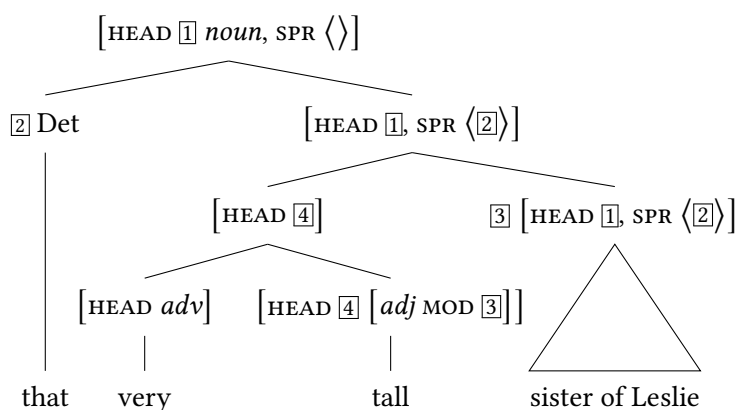 [HEAD 1 noun, SPR ⟨⟩]
2 Det [HEAD 1, SPR ⟨2⟩]
[HEAD 4] 3 [HEAD 1, SPR ⟨2⟩]
[HEAD adv] [HEAD 4 [adj MOD 3]]
that very tall sister of Leslie